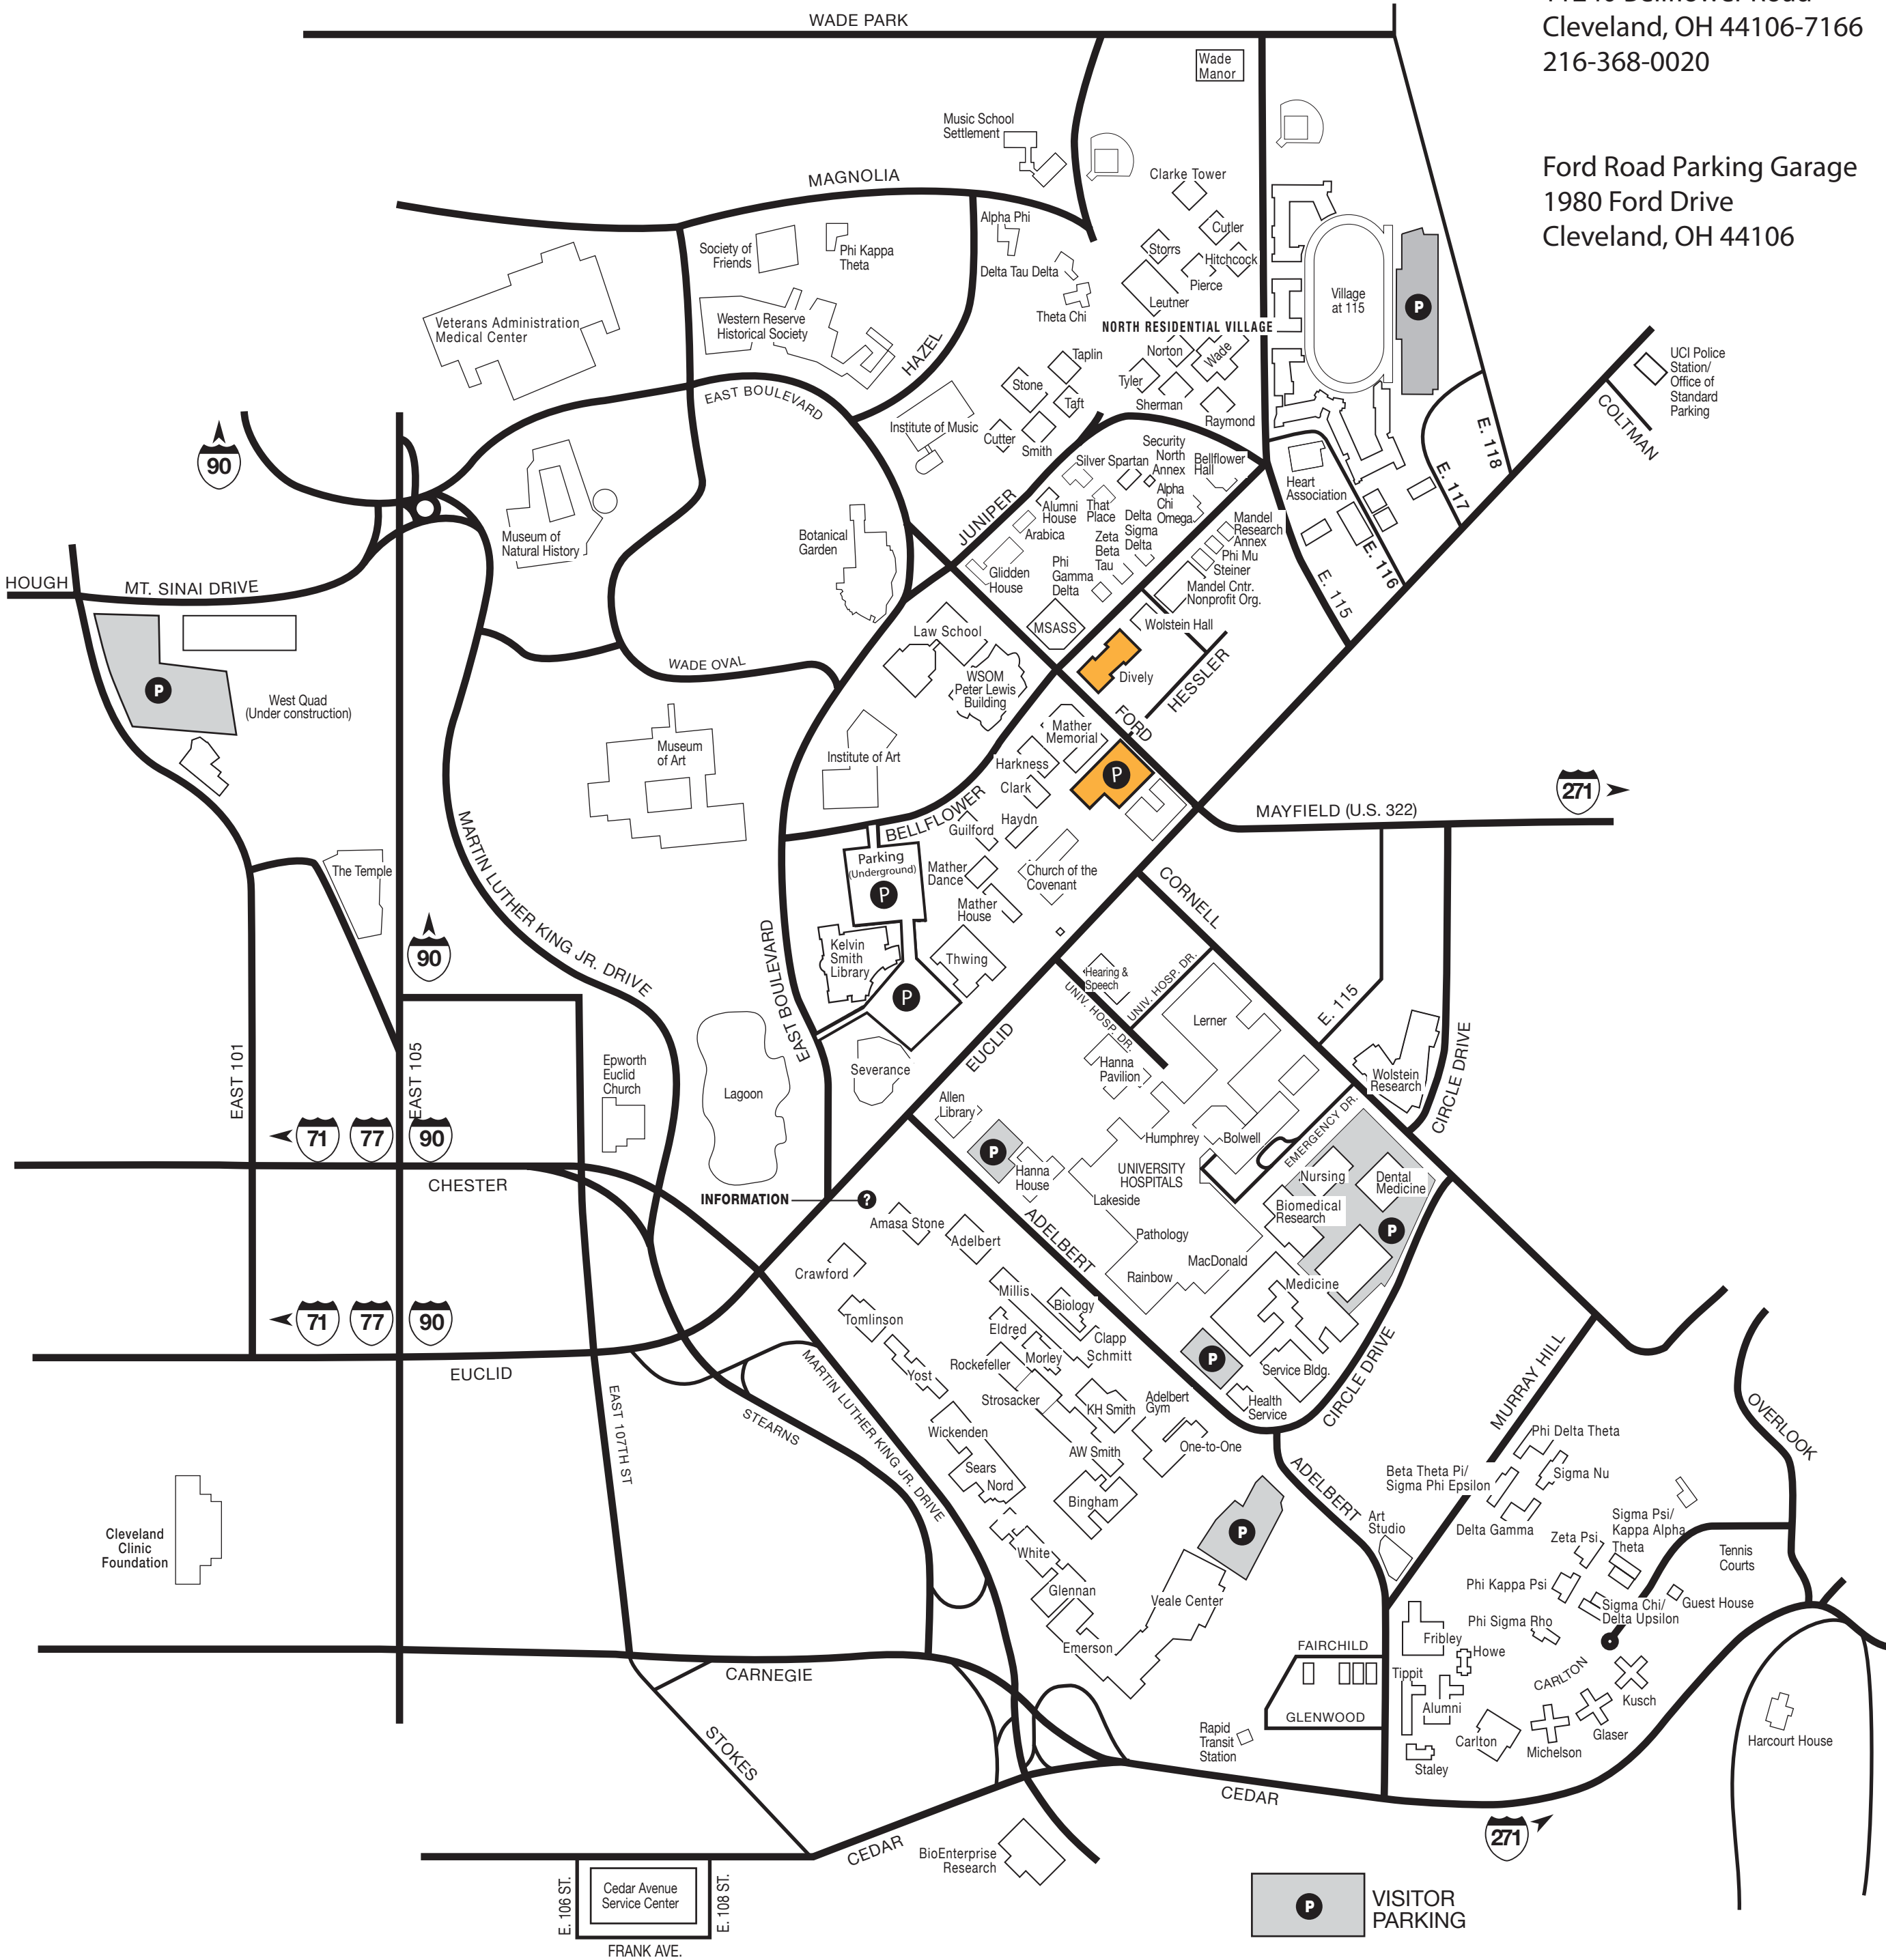 Cleveland, OH 44106-7166
216-368-0020
Ford Road Parking Garage
1980 Ford Drive
Cleveland, OH 44106
WADE PARK
Wade
Manor
Music School
Settlement
MAGNOLIA
Clarke Tower
Alpha Phi
Cutler
Society of
Friends
Phi Kappa
Theta
Storrs
Hitchcock
Delta Tau Delta
Pierce
Leutner
Theta Chi
Village
at 115
P
Veterans Administration
Medical Center
Western Reserve
Historical Society
NORTH RESIDENTIAL VILLAGE
HAZEL
Taplin
Norton
Wade
UCI Police
Station/
Office of
Standard
Parking
Stone
Tyler
Taft
Sherman
EAST BOULEVARD
Raymond
COLTMAN
Institute of Music
Cutter
Smith
E. 118
90
Security
North
Annex
Silver Spartan
Bellflower
Hall
Heart
Association
E. 117
JUNIPER
Alumni
House
That
Place
Alpha
Chi
Omega
Arabica
Delta
Sigma
Delta
Mandel
Research
Annex
Museum of
Natural History
Botanical
Garden
Zeta
Beta
Tau
Phi Mu
Steiner
E. 116
Glidden
House
Phi
Gamma
Delta
Mandel Cntr.
Nonprofit Org.
E. 115
HOUGH
MT. SINAI DRIVE
Law School
MSASS
Wolstein Hall
WADE OVAL
WSOM
Peter Lewis
Building
Dively
HESSLER
P
West Quad
(Under construction)
Mather
Memorial
FORD
Museum
of Art
Institute of Art
Harkness
P
Clark
271
MAYFIELD (U.S. 322)
BELLFLOWER
Guilford
Haydn
MARTIN LUTHER KING JR. DRIVE
The Temple
Parking
(Underground)
P
Mather
Dance
Church of the
Covenant
CORNELL
Mather
House
90
EAST BOULEVARD
EAST BOULEVARD
Kelvin
Smith
Library
Thwing
P
Hearing &
Speech
UNIV. HOSP. DR.
UNIV. HOSP. DR.
Lerner
E. 115
EUCLID
Hanna
Pavilion
Wolstein
Research
CIRCLE DRIVE
EAST 101
EAST 105
Epworth
Euclid
Church
Lagoon
Severance
Allen
Library
71
77
90
P
Humphrey
Bolwell
EMERGENCY DR.
Hanna
House
UNIVERSITY
HOSPITALS
Nursing
Dental
Medicine
CHESTER
INFORMATION
?
Lakeside
Biomedical
Research
P
Amasa Stone
Adelbert
ADELBERT
Pathology
MacDonald
Crawford
Rainbow
Medicine
Millis
Biology
71
77
90
Tomlinson
Eldred
Clapp
Schmitt
Morley
Rockefeller
P
Service Bldg.
CIRCLE DRIVE
EUCLID
Yost
Strosacker
KH Smith
Adelbert
Gym
Health
Service
MURRAY HILL
EAST 107TH ST
STEARNS
MARTIN LUTHER KING JR. DRIVE
Wickenden
AW Smith
One-to-One
Phi Delta Theta
OVERLOOK
Sears
Nord
ADELBERT
Beta Theta Pi/
Sigma Phi Epsilon
Sigma Nu
Bingham
Art
Studio
Delta Gamma
Sigma Psi/
Kappa Alpha
Theta
Zeta Psi
Cleveland
Clinic
Foundation
P
White
Tennis
Courts
Glennan
Veale Center
Phi Kappa Psi
Guest House
Sigma Chi/
Delta Upsilon
Phi Sigma Rho
Emerson
FAIRCHILD
Fribley
Howe
CARNEGIE
Tippit
CARLTON
Kusch
Alumni
GLENWOOD
STOKES
Rapid
Transit
Station
Carlton
Glaser
Michelson
Harcourt House
Staley
CEDAR
271
CEDAR
BioEnterprise
Research
E. 106 ST.
Cedar Avenue
Service Center
E. 108 ST.
FRANK AVE.
P
VISITOR
PARKING